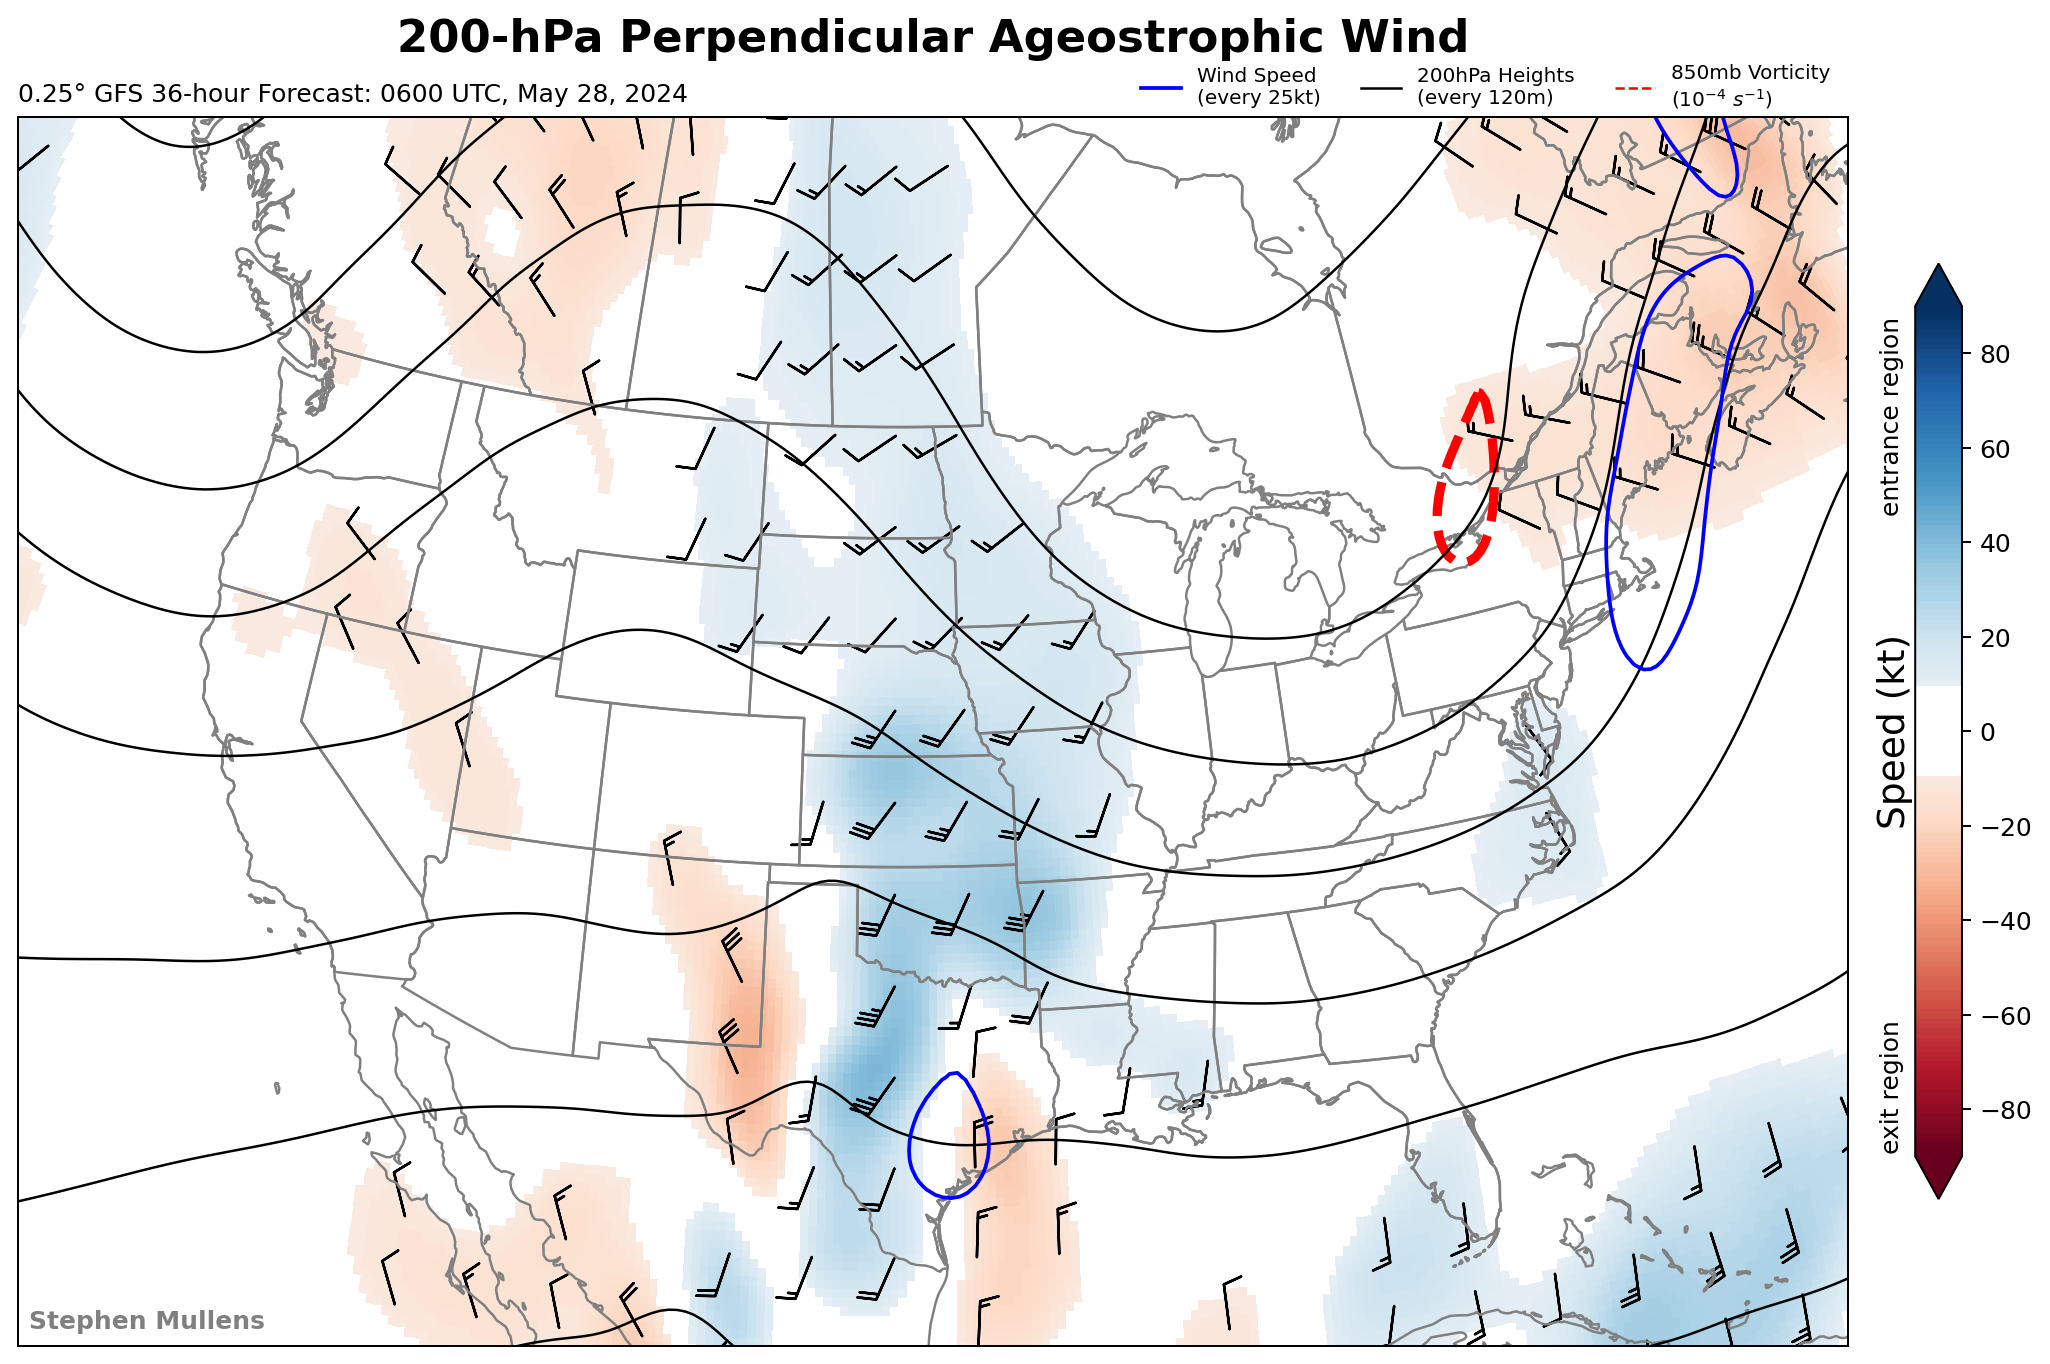 200-hPa Perpendicular Ageostrophic Wind
0.25° GFS 36-hour Forecast: 0600 UTC, May 28, 2024
Wind Speed
(every 25kt)
200hPa Heights
(every 120m)
850mb Vorticity
(10⁻⁴ s⁻¹)
entrance region
Speed (kt)
exit region
80
60
40
20
0
−20
−40
−60
−80
Stephen Mullens